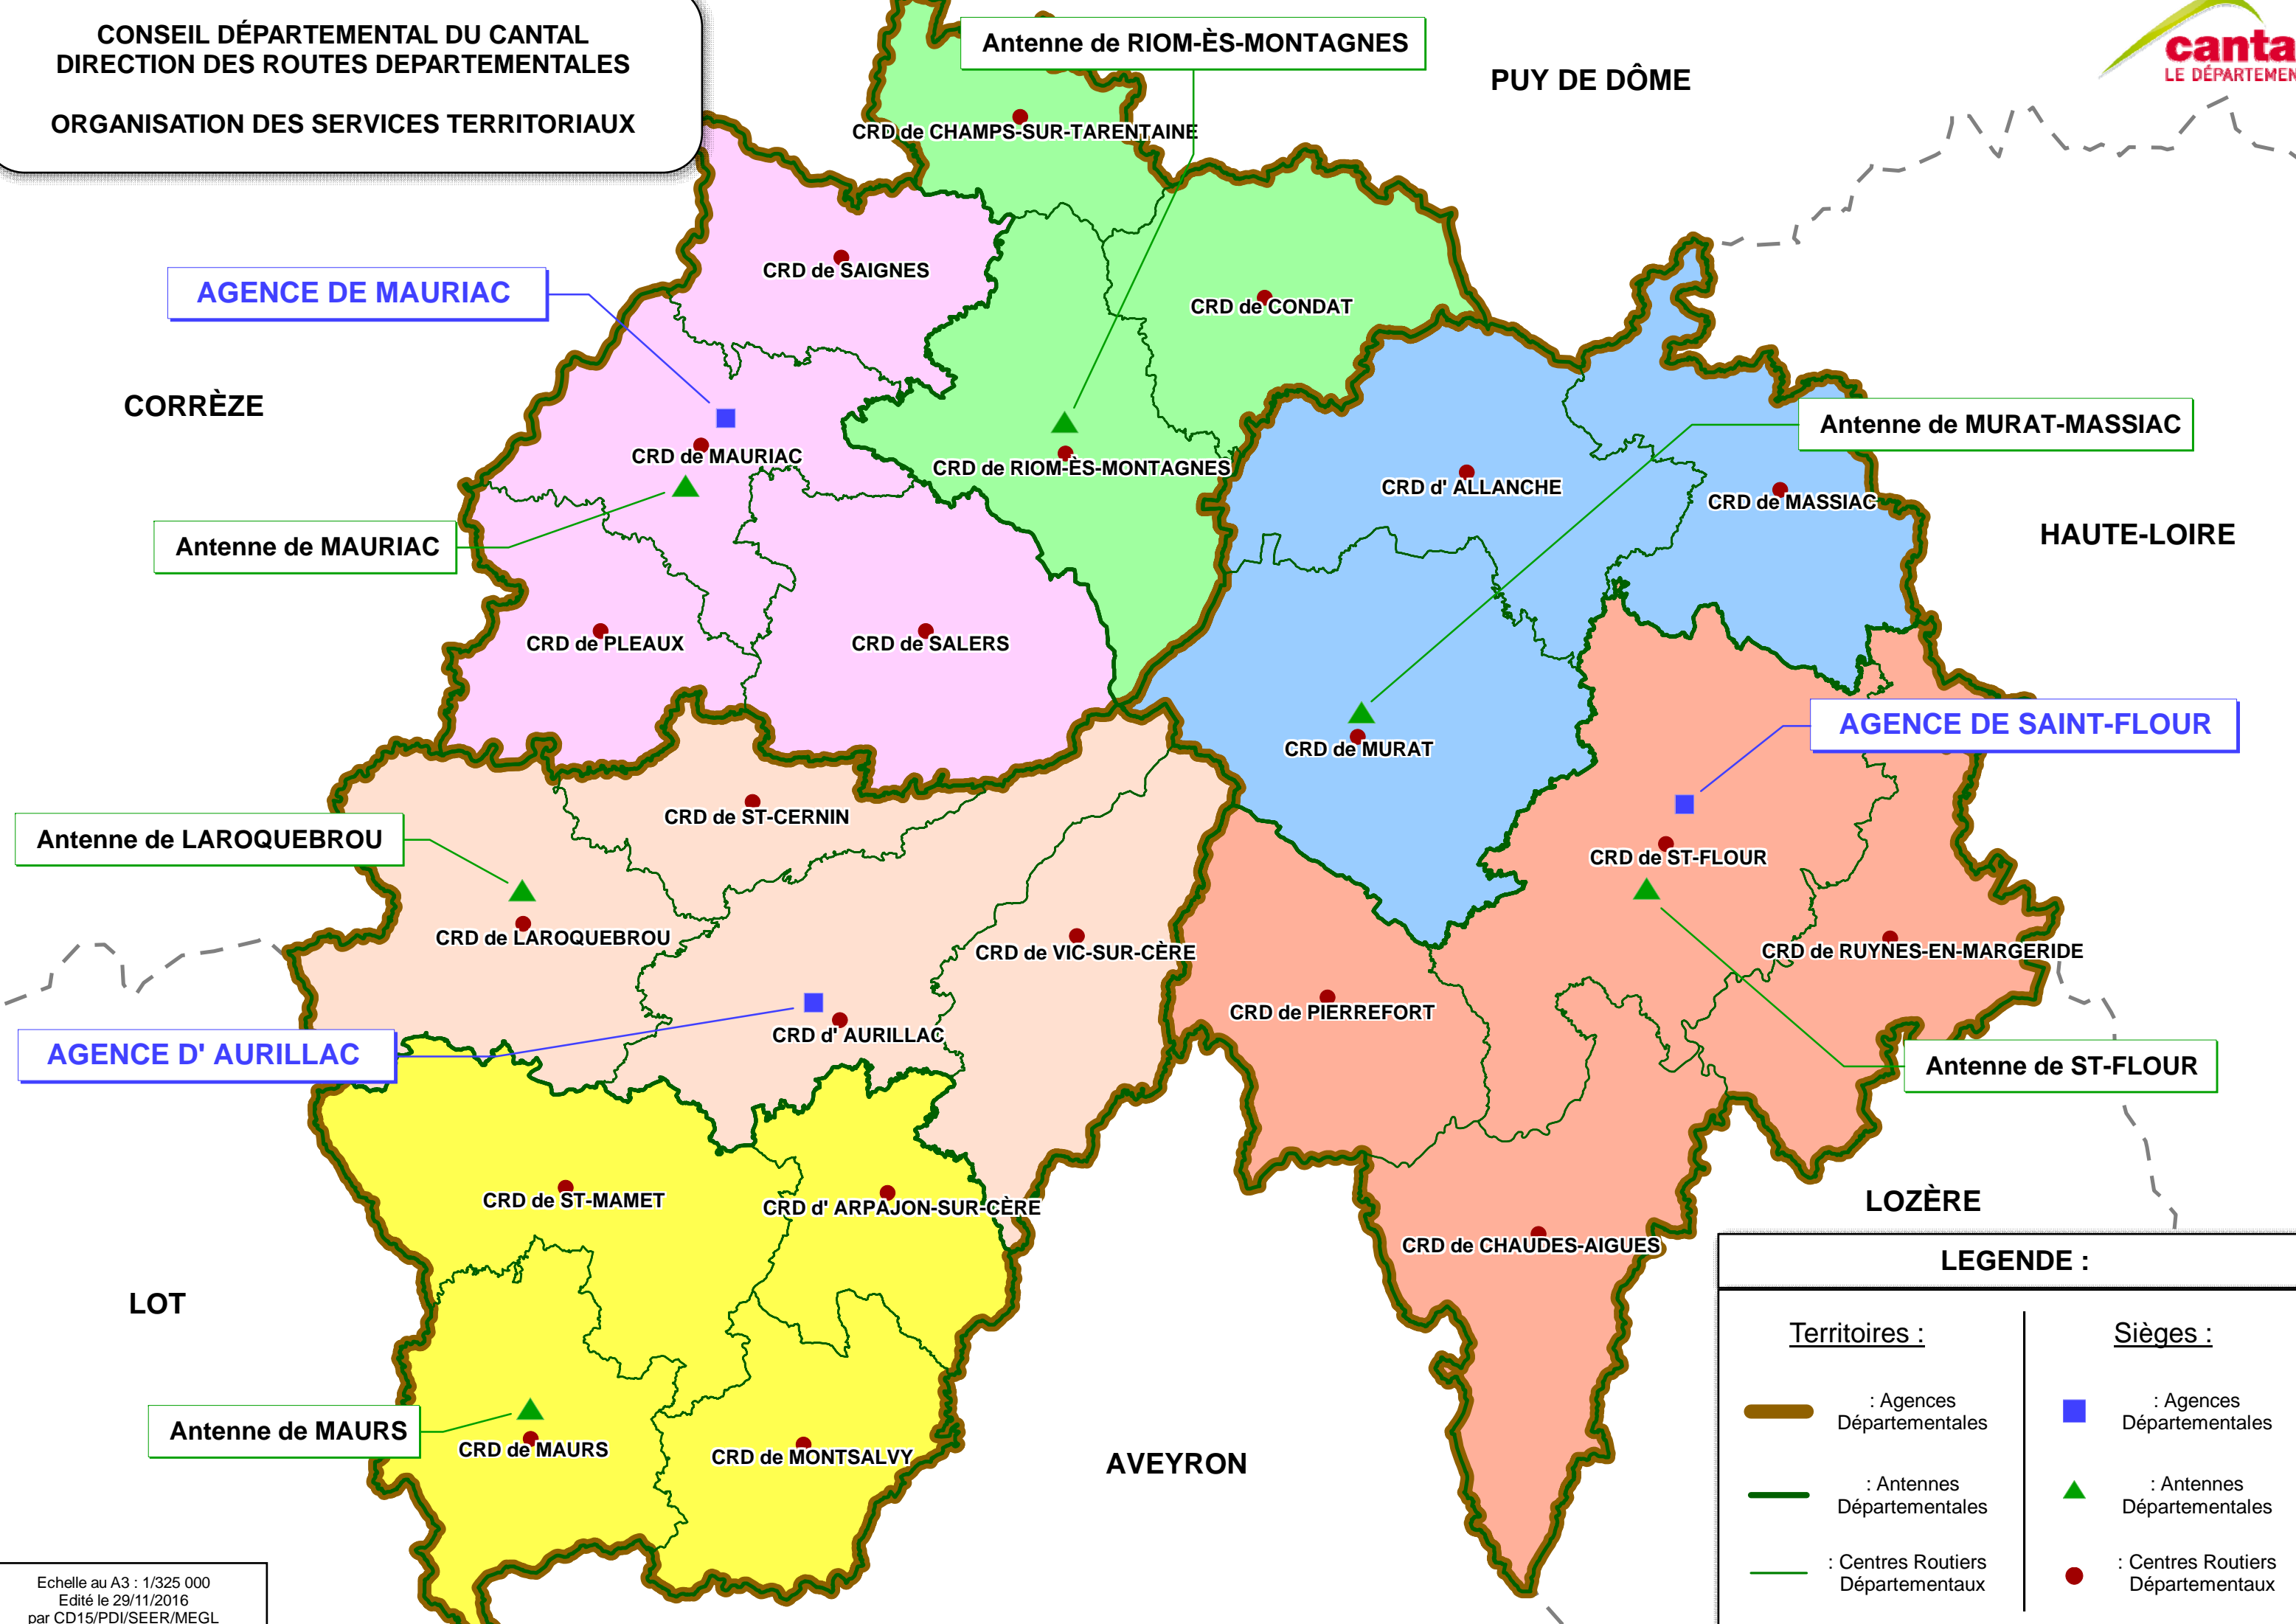 CONSEIL DÉPARTEMENTAL DU CANTAL
DIRECTION DES ROUTES DEPARTEMENTALES
ORGANISATION DES SERVICES TERRITORIAUX
Antenne de RIOM-ÈS-MONTAGNES
PUY DE DÔME
canta
LE DÉPARTEMEN
CRD de CHAMPS-SUR-TARENTAINE
CRD de SAIGNES
AGENCE DE MAURIAC
CRD de CONDAT
CORRÈZE
Antenne de MURAT-MASSIAC
CRD de MAURIAC
CRD de RIOM-ÈS-MONTAGNES
CRD d' ALLANCHE
CRD de MASSIAC
HAUTE-LOIRE
Antenne de MAURIAC
CRD de PLEAUX
CRD de SALERS
AGENCE DE SAINT-FLOUR
CRD de MURAT
CRD de ST-CERNIN
Antenne de LAROQUEBROU
CRD de ST-FLOUR
CRD de LAROQUEBROU
CRD de VIC-SUR-CÈRE
CRD de RUYNES-EN-MARGERIDE
CRD de PIERREFORT
CRD d' AURILLAC
AGENCE D' AURILLAC
Antenne de ST-FLOUR
CRD de ST-MAMET
CRD d' ARPAJON-SUR-CÈRE
LOZÈRE
CRD de CHAUDES-AIGUES
LOT
Antenne de MAURS
CRD de MAURS
CRD de MONTSALVY
AVEYRON
LEGENDE :
Territoires :
: Agences
Départementales
: Antennes
Départementales
: Centres Routiers
Départementaux
Sièges :
: Agences
Départementales
: Antennes
Départementales
: Centres Routiers
Départementaux
Echelle au A3 : 1/325 000
Edité le 29/11/2016
par CD15/PDI/SEER/MEGL